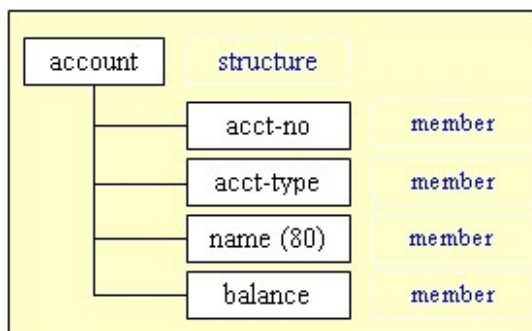 account structure
acct-no member
acct-type member
name (80) member
balance member